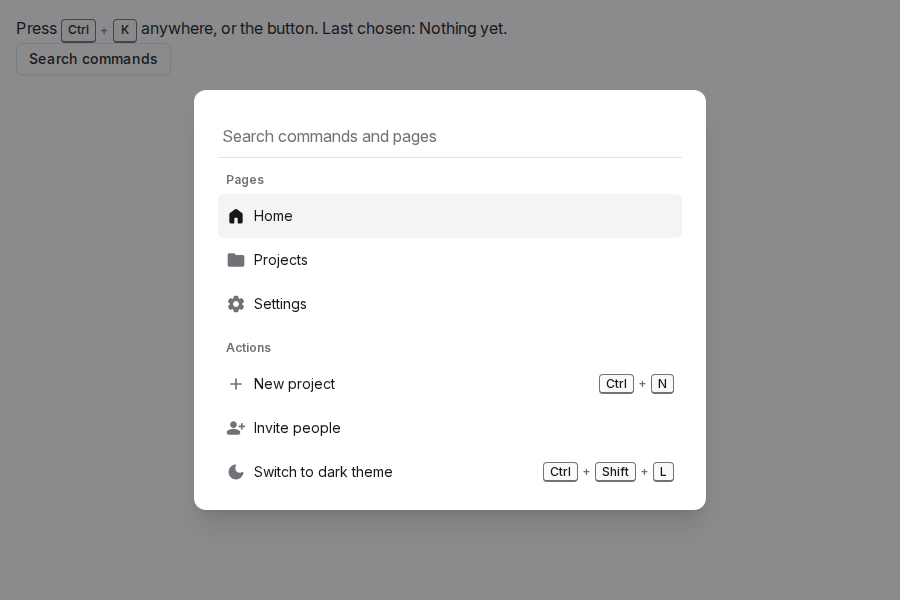 Press Ctrl + K anywhere, or the button. Last chosen: Nothing yet.
Search commands
Search commands and pages
Pages
Home
Projects
Settings
Actions
New project Ctrl + N
Invite people
Switch to dark theme Ctrl + Shift + L